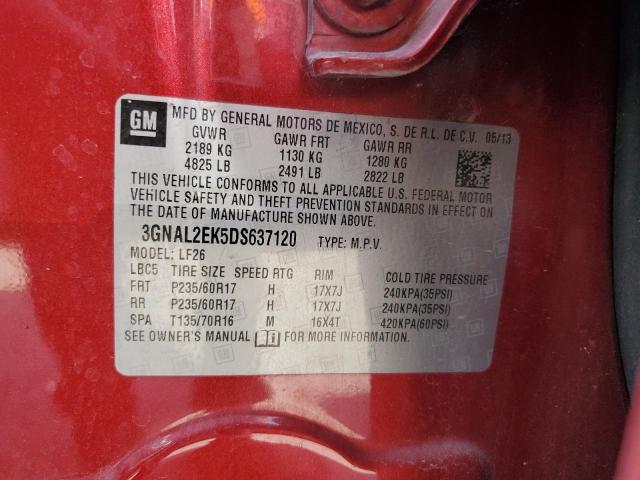 GM
MFD BY GENERAL MOTORS DE MEXICO, S. DE R.L. DE C.V. 05/13
GVWR GAWR FRT GAWR RR
2189 KG 1130 KG 1280 KG
4825 LB 2491 LB 2822 LB
THIS VEHICLE CONFORMS TO ALL APPLICABLE U.S. FEDERAL MOTOR
VEHICLE SAFETY AND THEFT PREVENTION STANDARDS IN EFFECT ON THE
DATE OF MANUFACTURE SHOWN ABOVE.
3GNAL2EK5DS637120 TYPE: M.P.V.
MODEL: LF26
LBC5 TIRE SIZE SPEED RTG RIM COLD TIRE PRESSURE
FRT P235/60R17 H 17X7J 240KPA(35PSI)
RR P235/60R17 H 17X7J 240KPA(35PSI)
SPA T135/70R16 M 16X4T 420KPA(60PSI)
SEE OWNER'S MANUAL FOR MORE INFORMATION.